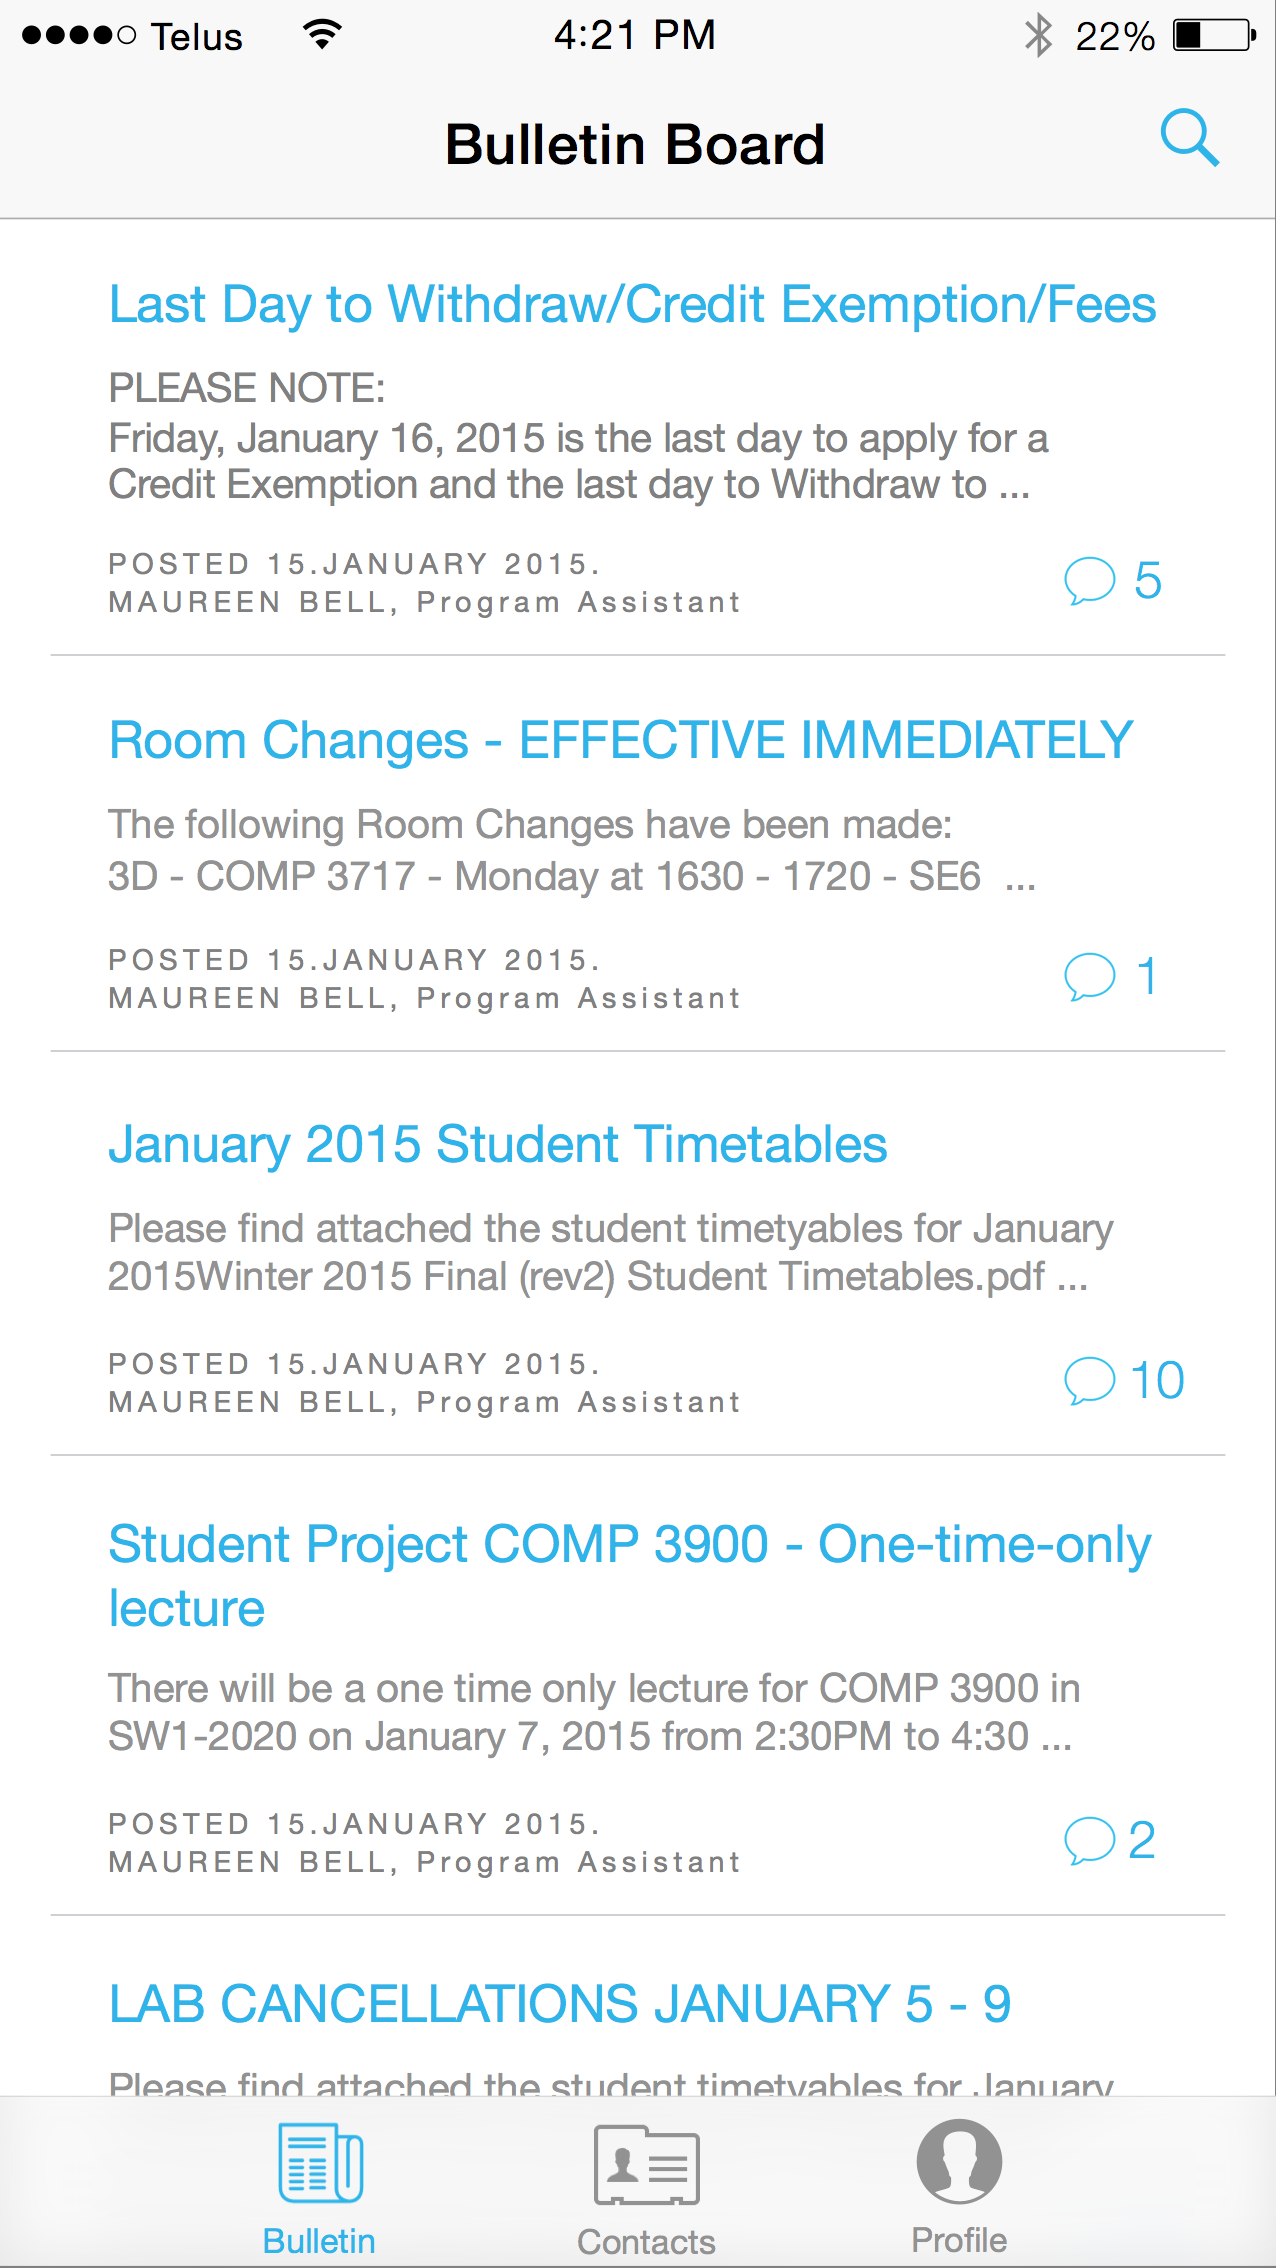 Telus 4:21 PM 22%
Bulletin Board
Last Day to Withdraw/Credit Exemption/Fees
PLEASE NOTE:
Friday, January 16, 2015 is the last day to apply for a
Credit Exemption and the last day to Withdraw to ...
POSTED 15.JANUARY 2015.
MAUREEN BELL, Program Assistant
5
Room Changes - EFFECTIVE IMMEDIATELY
The following Room Changes have been made:
3D - COMP 3717 - Monday at 1630 - 1720 - SE6 ...
POSTED 15.JANUARY 2015.
MAUREEN BELL, Program Assistant
1
January 2015 Student Timetables
Please find attached the student timetyables for January
2015Winter 2015 Final (rev2) Student Timetables.pdf ...
POSTED 15.JANUARY 2015.
MAUREEN BELL, Program Assistant
10
Student Project COMP 3900 - One-time-only
lecture
There will be a one time only lecture for COMP 3900 in
SW1-2020 on January 7, 2015 from 2:30PM to 4:30 ...
POSTED 15.JANUARY 2015.
MAUREEN BELL, Program Assistant
2
LAB CANCELLATIONS JANUARY 5 - 9
Please find attached the student timetyables for January
Bulletin
Contacts
Profile